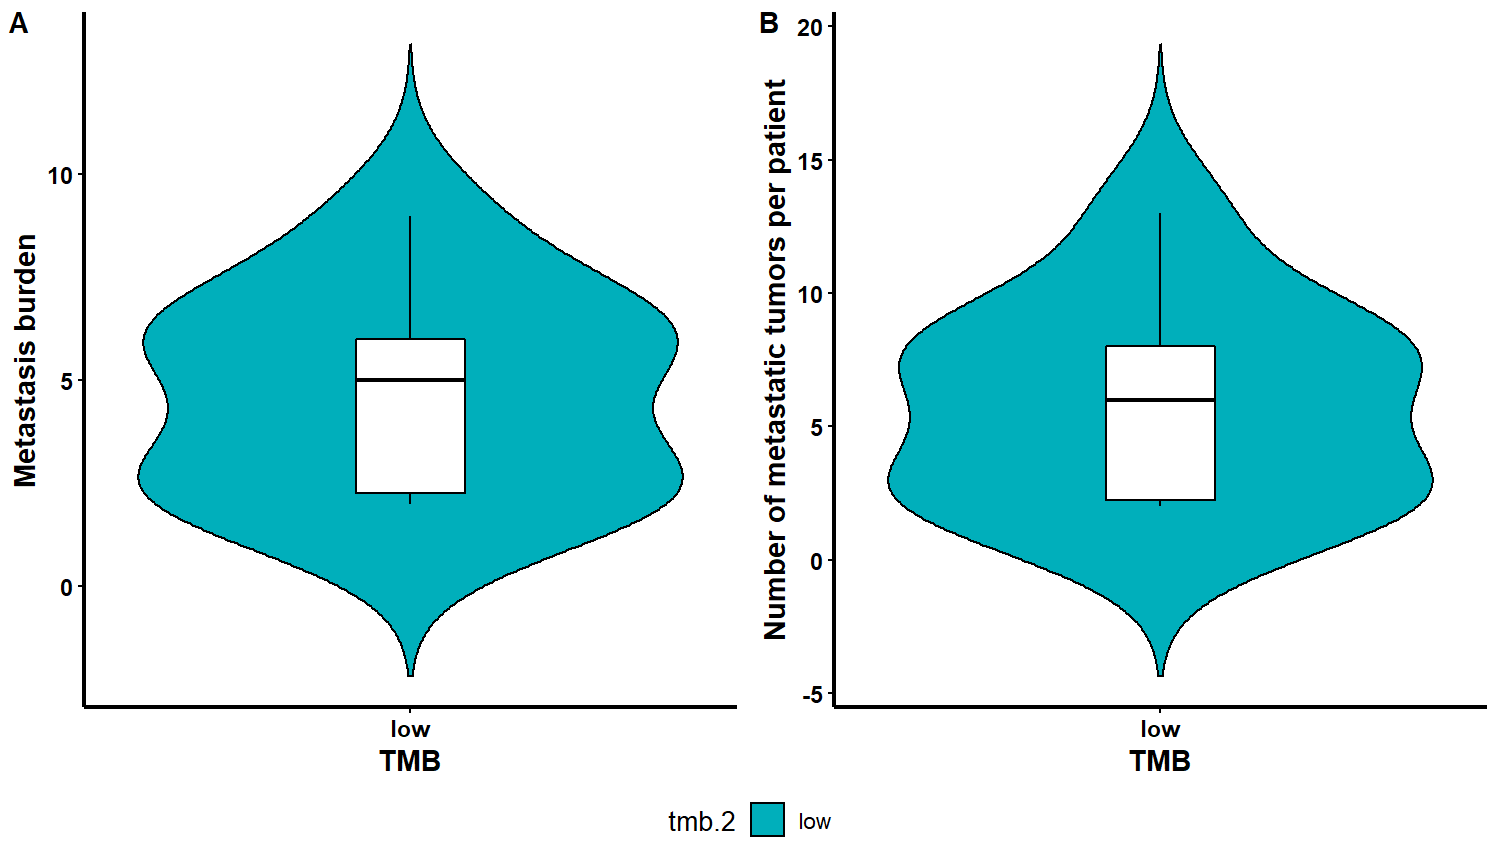 A
Metastasis burden
10
5
0
low
TMB
B
Number of metastatic tumors per patient
20
15
10
5
0
-5
low
TMB
tmb.2 low